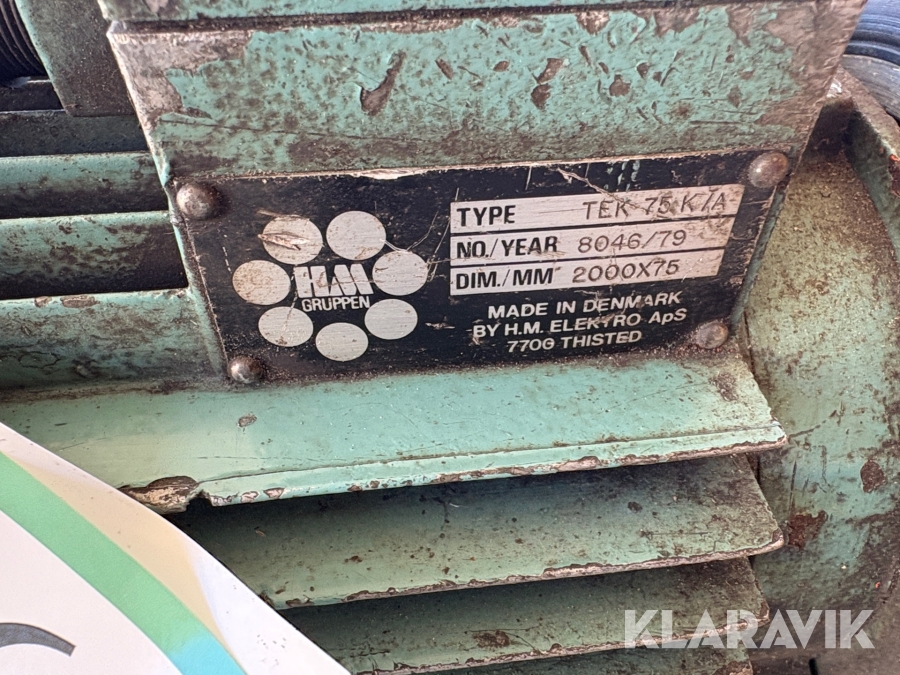 HM
GRUPPEN
TYPE TEK 75 K/A
NO./YEAR 8046/79
DIM./MM 2000X75
MADE IN DENMARK
BY H.M. ELEKTRO ApS
7700 THISTED
KLARAVIK